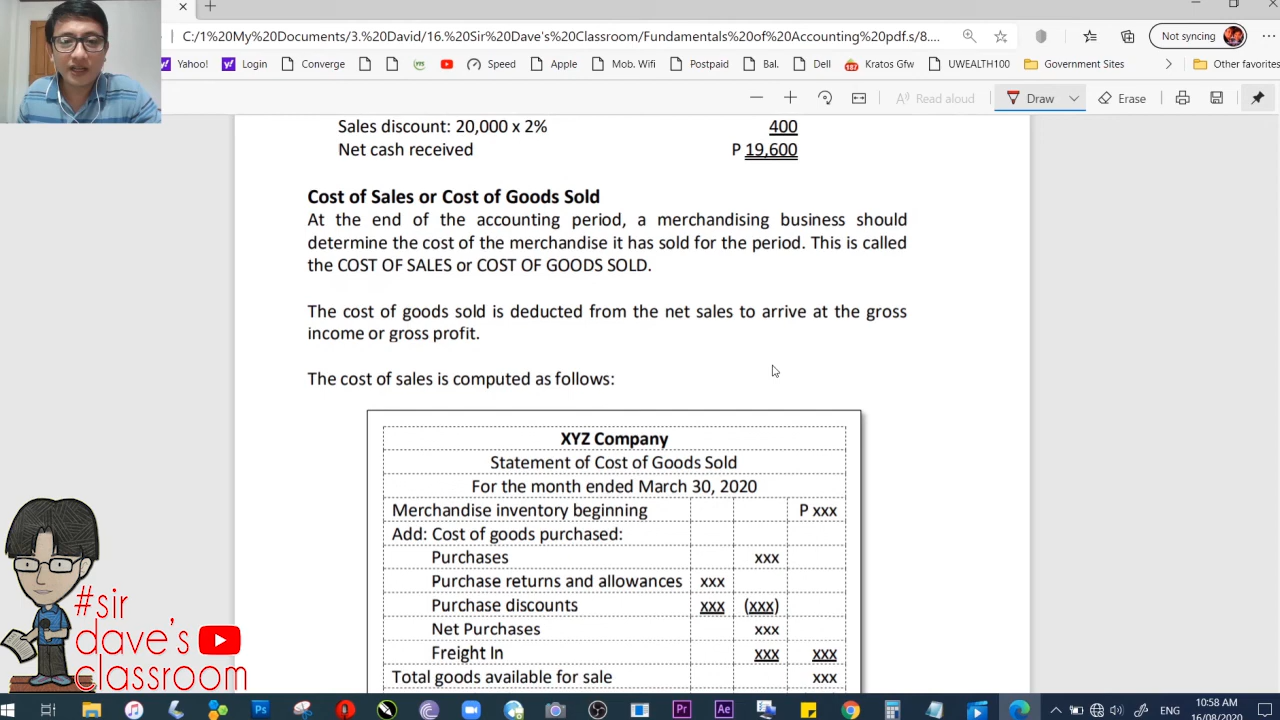 C:/1%20My%20Documents/3.%20David/16.%20Sir%20Dave's%20Classroom/Fundamentals%20of%20Accounting%20pdf.s/8....
Not syncing
Yahoo! Login Converge Speed Apple Mob. Wifi Postpaid Bali Dell Kratos Gfw UWEALTH100 Government Sites Other favorites
Read aloud Draw Erase
Sales discount: 20,000 x 2% 400
Net cash received P 19,600
Cost of Sales or Cost of Goods Sold
At the end of the accounting period, a merchandising business should
determine the cost of the merchandise it has sold for the period. This is called
the COST OF SALES or COST OF GOODS SOLD.
The cost of goods sold is deducted from the net sales to arrive at the gross
income or gross profit.
The cost of sales is computed as follows:
XYZ Company
Statement of Cost of Goods Sold
For the month ended March 30, 2020
Merchandise inventory beginning P xxx
Add: Cost of goods purchased:
Purchases xxx
Purchase returns and allowances xxx
Purchase discounts xxx (xxx)
Net Purchases xxx
Freight In xxx xxx
Total goods available for sale xxx
#sir
dave's
classroom
Ps Pr Ae
ENG
10:58 AM
16/08/2020